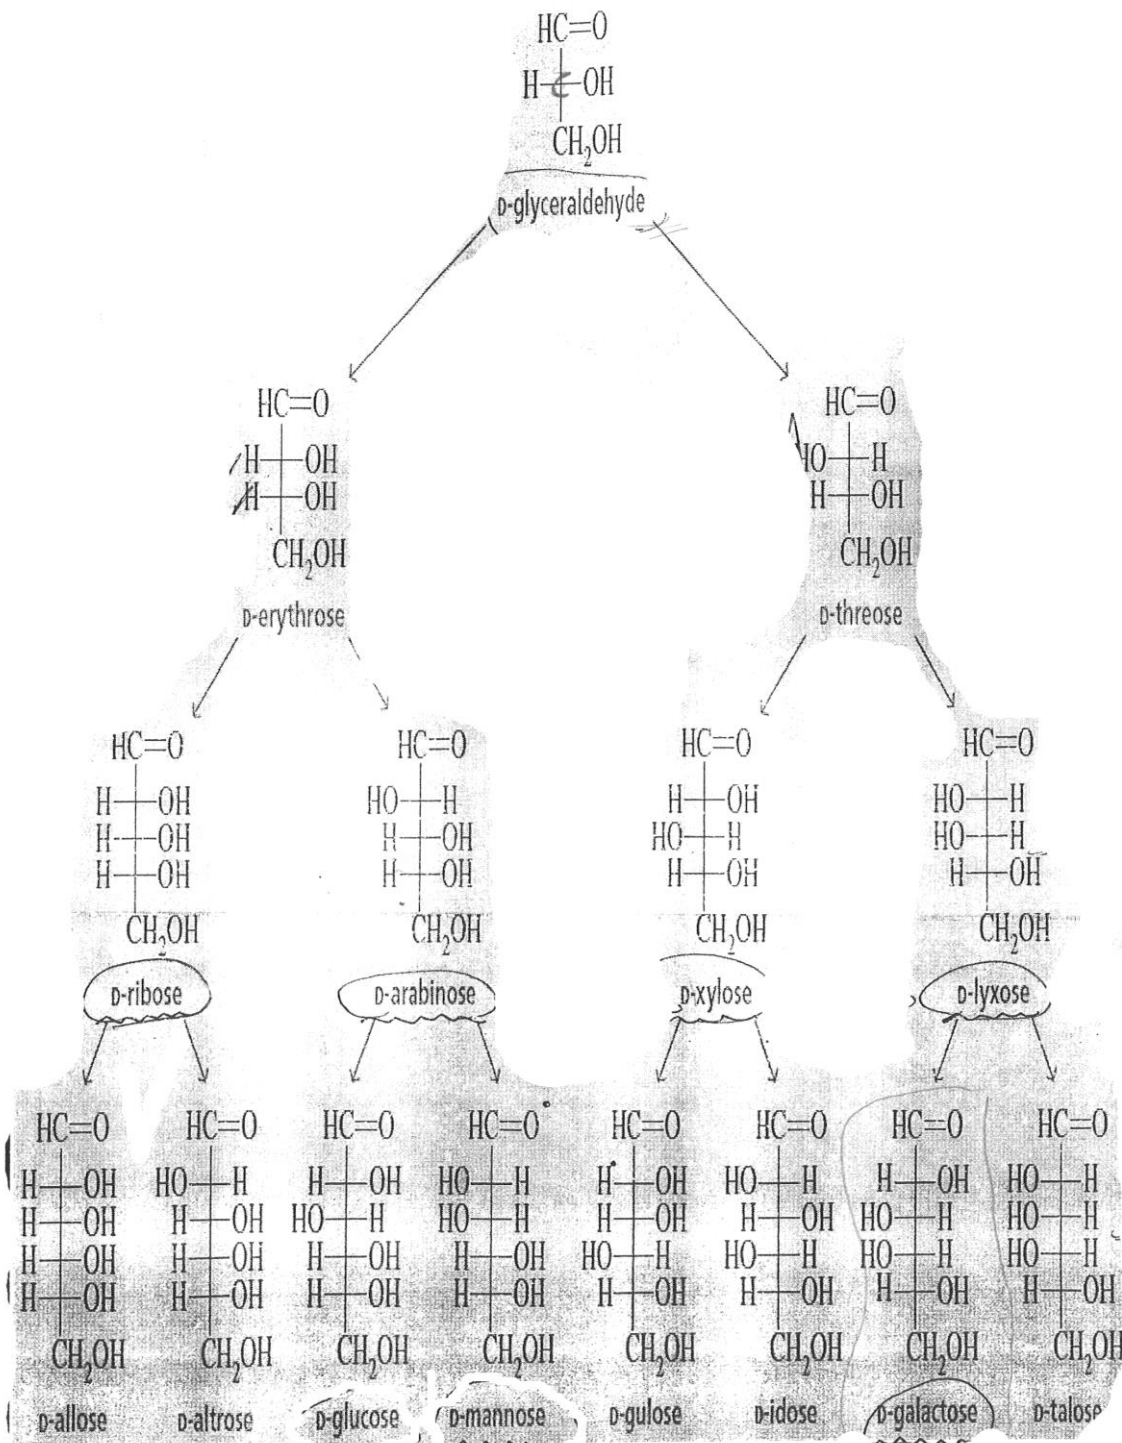 HC=O
H C OH
CH₂OH
D-glyceraldehyde
HC=O HC=O
H OH HO H
H OH H OH
CH₂OH CH₂OH
D-erythrose D-threose
HC=O HC=O HC=O HC=O
H OH HO H H OH HO H
H OH H OH HO H HO H
H OH H OH H OH H OH
CH₂OH CH₂OH CH₂OH CH₂OH
D-ribose D-arabinose D-xylose D-lyxose
HC=O HC=O HC=O HC=O HC=O HC=O HC=O HC=O
H OH HO H H OH HO H H OH HO H H OH HO H
H OH H OH HO H HO H H OH H OH HO H HO H
H OH H OH H OH H OH HO H HO H HO H HO H
H OH H OH H OH H OH H OH H OH H OH H OH
CH₂OH CH₂OH CH₂OH CH₂OH CH₂OH CH₂OH CH₂OH CH₂OH
D-allose D-altrose D-glucose D-mannose D-gulose D-idose D-galactose D-talose